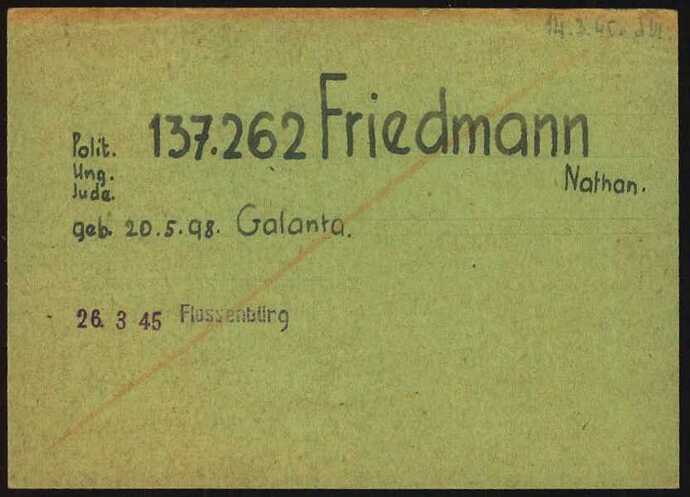 14.3.45.
137.262 Friedmann
Polit.
Ung.
Jude.
Nathan.
geb. 20.5.98. Galanta.
26. 3 45 Flossenbürg